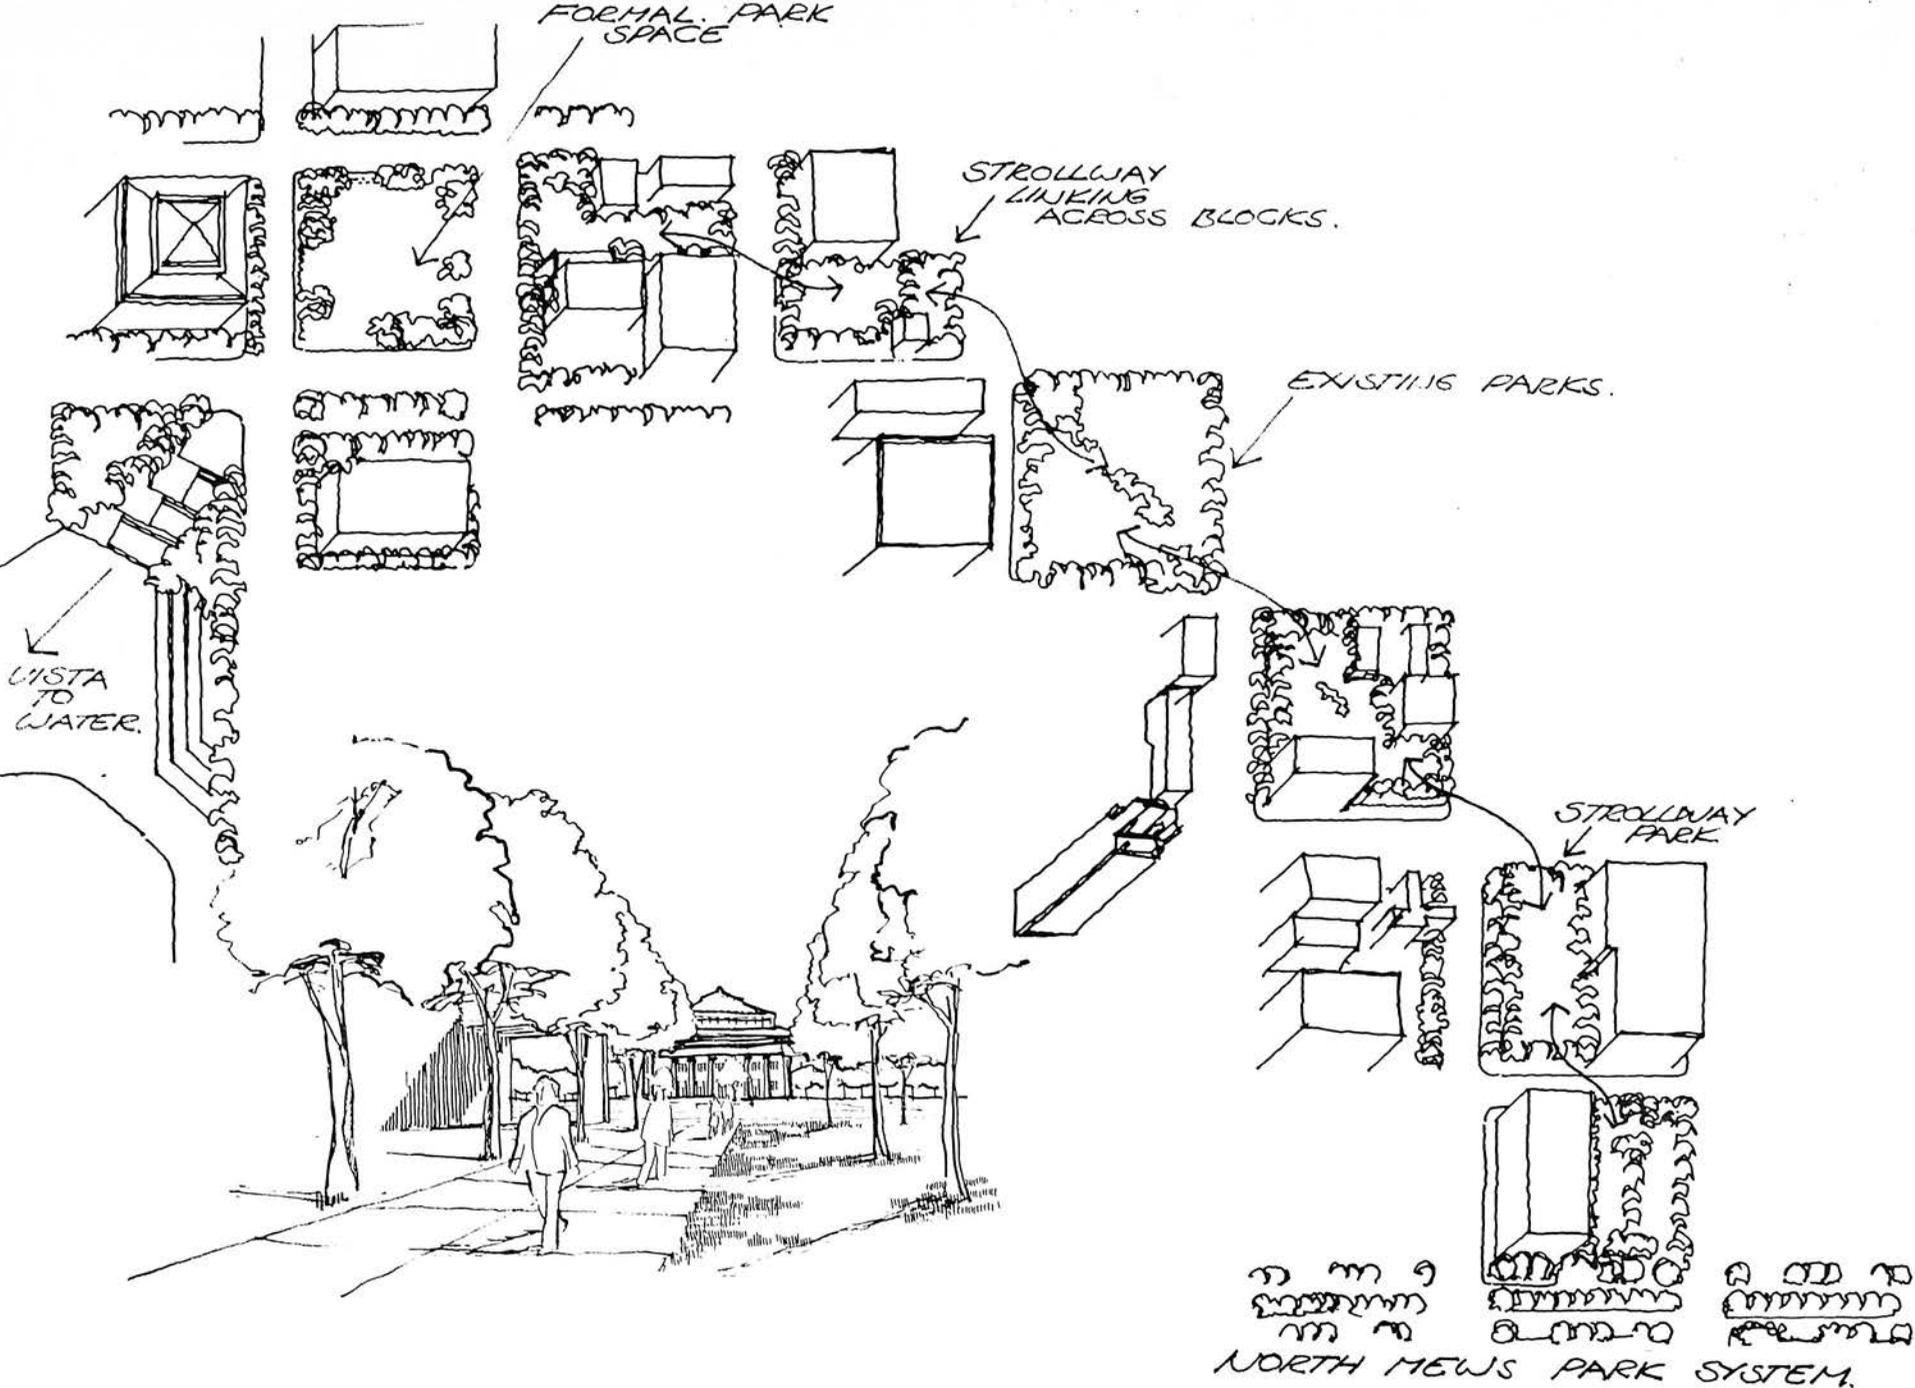 FORMAL. PARK
SPACE
STROLLWAY
LINKING
ACROSS BLOCKS.
EXISTING PARKS.
VISTA
TO
WATER.
STROLLWAY
PARK
NORTH MEWS PARK SYSTEM.